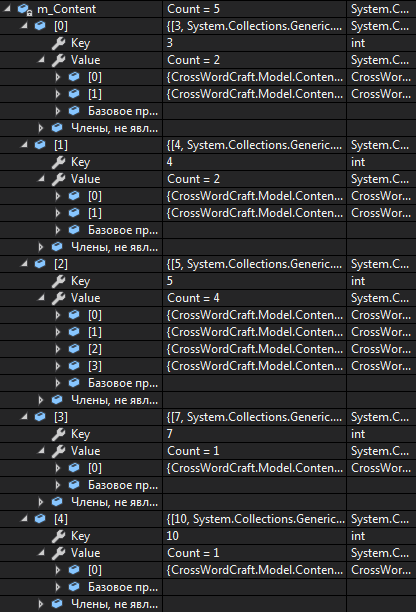 m_Content Count = 5 System.C...
[0] {[3, System.Collections.Generic.... System.C...
Key 3 int
Value Count = 2 System.C...
[0] {CrossWordCraft.Model.Conten... CrossWor...
[1] {CrossWordCraft.Model.Conten... CrossWor...
Базовое пр...
Члены, не явл...
[1] {[4, System.Collections.Generic.... System.C...
Key 4 int
Value Count = 2 System.C...
[0] {CrossWordCraft.Model.Conten... CrossWor...
[1] {CrossWordCraft.Model.Conten... CrossWor...
Базовое пр...
Члены, не явл...
[2] {[5, System.Collections.Generic.... System.C...
Key 5 int
Value Count = 4 System.C...
[0] {CrossWordCraft.Model.Conten... CrossWor...
[1] {CrossWordCraft.Model.Conten... CrossWor...
[2] {CrossWordCraft.Model.Conten... CrossWor...
[3] {CrossWordCraft.Model.Conten... CrossWor...
Базовое пр...
Члены, не явл...
[3] {[7, System.Collections.Generic.... System.C...
Key 7 int
Value Count = 1 System.C...
[0] {CrossWordCraft.Model.Conten... CrossWor...
Базовое пр...
Члены, не явл...
[4] {[10, System.Collections.Generic... System.C...
Key 10 int
Value Count = 1 System.C...
[0] {CrossWordCraft.Model.Conten... CrossWor...
Базовое пр...
Члены, не явл...